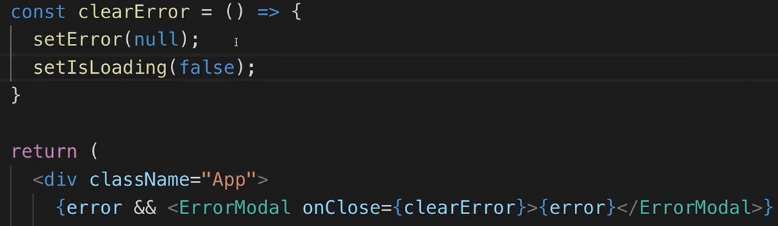 const clearError = () => {
setError(null);
setIsLoading(false);
}
return (
<div className="App">
{error && <ErrorModal onClose={clearError}>{error}</ErrorModal>}